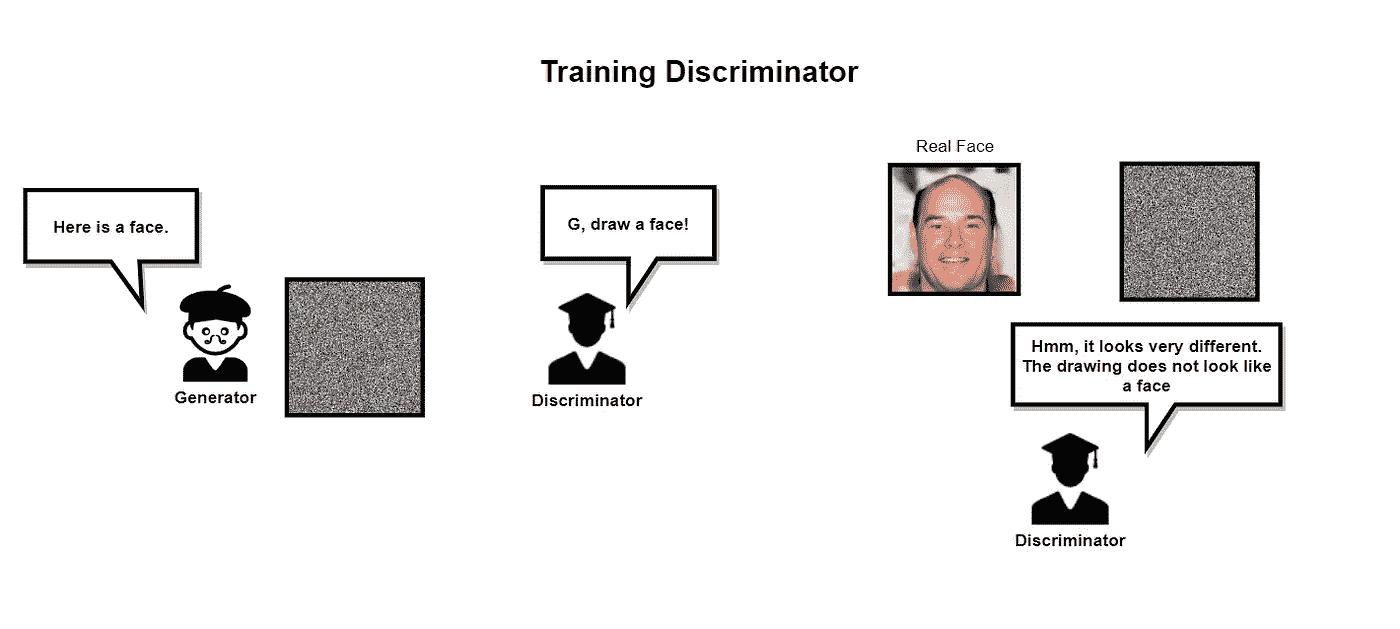 Training Discriminator
Here is a face.
Generator
G, draw a face!
Discriminator
Real Face
Hmm, it looks very different.
The drawing does not look like
a face
Discriminator